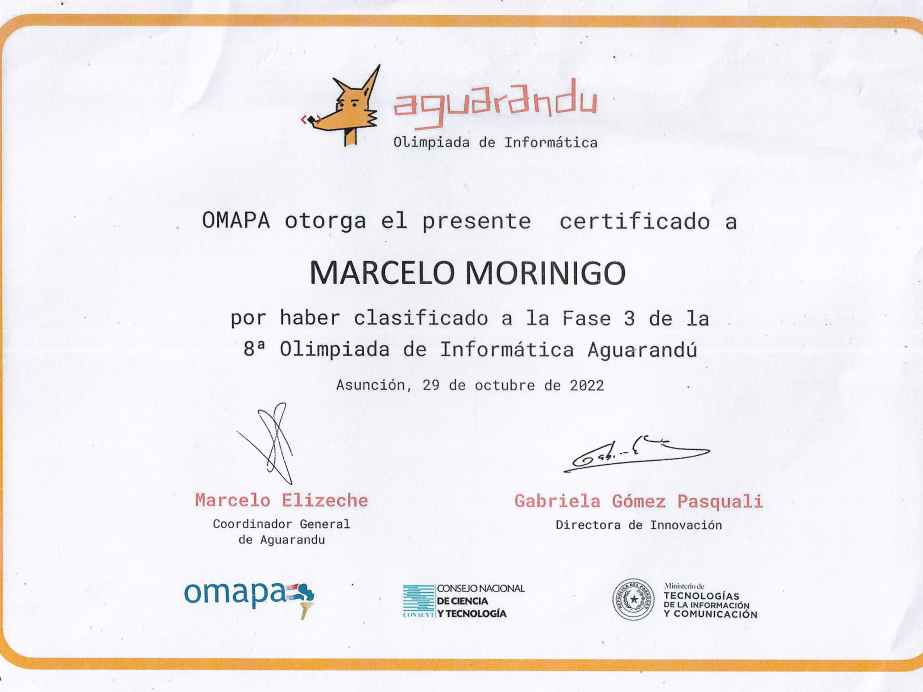 aguarandu
Olimpiada de Informática
OMAPA otorga el presente certificado a
MARCELO MORINIGO
por haber clasificado a la Fase 3 de la
8ª Olimpiada de Informática Aguarandú
Asunción, 29 de octubre de 2022
Marcelo Elizeche
Coordinador General
de Aguarandu
Gabriela Gómez Pasquali
Directora de Innovación
omapa
CONACYT
CONSEJO NACIONAL
DE CIENCIA
Y TECNOLOGÍA
Ministerio de
TECNOLOGÍAS
DE LA INFORMACIÓN
Y COMUNICACIÓN